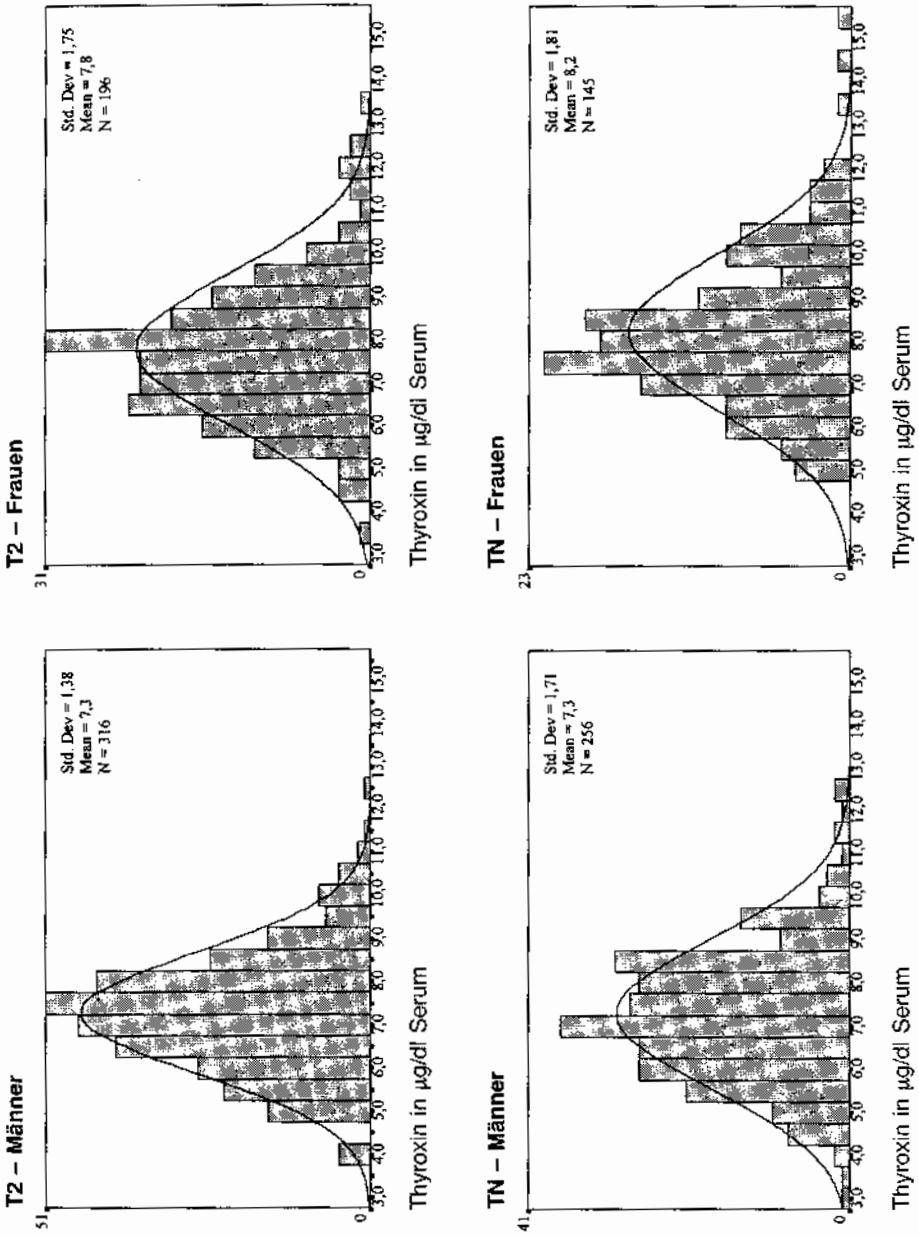 T2 – Männer
51
Std. Dev = 1,38
Mean = 7,3
N = 316
0
3,0 4,0 5,0 6,0 7,0 8,0 9,0 10,0 11,0 12,0 13,0 14,0 15,0
Thyroxin in µg/dl Serum
T2 – Frauen
31
Std. Dev = 1,75
Mean = 7,8
N = 196
0
3,0 4,0 5,0 6,0 7,0 8,0 9,0 10,0 11,0 12,0 13,0 14,0 15,0
Thyroxin in µg/dl Serum
TN – Männer
41
Std. Dev = 1,71
Mean = 7,3
N = 256
0
3,0 4,0 5,0 6,0 7,0 8,0 9,0 10,0 11,0 12,0 13,0 14,0 15,0
Thyroxin in µg/dl Serum
TN – Frauen
23
Std. Dev = 1,81
Mean = 8,2
N = 145
0
3,0 4,0 5,0 6,0 7,0 8,0 9,0 10,0 11,0 12,0 13,0 14,0 15,0
Thyroxin in µg/dl Serum